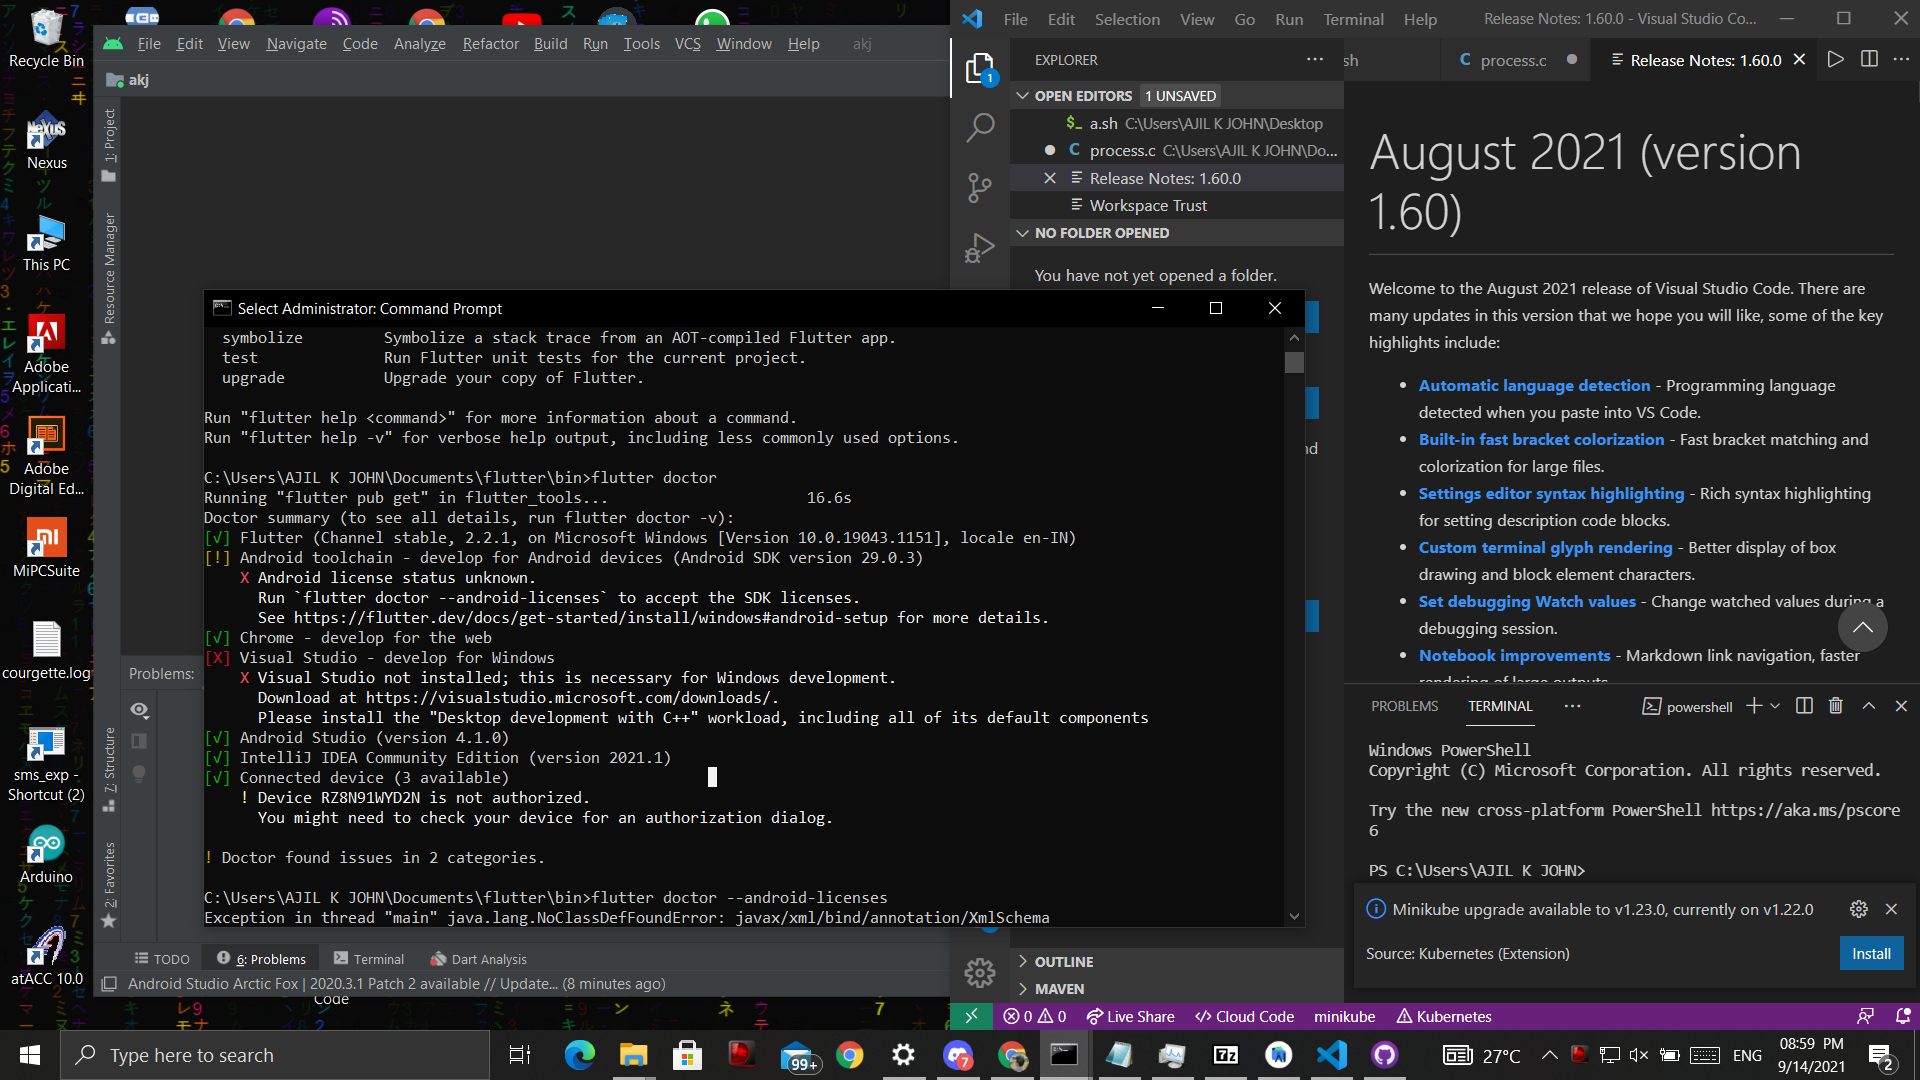 Recycle Bin
Nexus
This PC
Adobe
Applicati...
Adobe
Digital Ed...
MiPCSuite
courgette.log
sms_exp -
Shortcut (2)
Arduino
atACC 10.0
Code
File Edit View Navigate Code Analyze Refactor Build Run Tools VCS Window Help akj
akj
1: Project
Resource Manager
Z: Structure
2: Favorites
Problems:
TODO 6: Problems Terminal Dart Analysis
Android Studio Arctic Fox | 2020.3.1 Patch 2 available // Update... (8 minutes ago)
Select Administrator: Command Prompt
symbolize Symbolize a stack trace from an AOT-compiled Flutter app.
test Run Flutter unit tests for the current project.
upgrade Upgrade your copy of Flutter.
Run "flutter help <command>" for more information about a command.
Run "flutter help -v" for verbose help output, including less commonly used options.
C:\Users\AJIL K JOHN\Documents\flutter\bin>flutter doctor
Running "flutter pub get" in flutter_tools... 16.6s
Doctor summary (to see all details, run flutter doctor -v):
[√] Flutter (Channel stable, 2.2.1, on Microsoft Windows [Version 10.0.19043.1151], locale en-IN)
[!] Android toolchain - develop for Android devices (Android SDK version 29.0.3)
X Android license status unknown.
Run `flutter doctor --android-licenses` to accept the SDK licenses.
See https://flutter.dev/docs/get-started/install/windows#android-setup for more details.
[√] Chrome - develop for the web
[X] Visual Studio - develop for Windows
X Visual Studio not installed; this is necessary for Windows development.
Download at https://visualstudio.microsoft.com/downloads/.
Please install the "Desktop development with C++" workload, including all of its default components
[√] Android Studio (version 4.1.0)
[√] IntelliJ IDEA Community Edition (version 2021.1)
[√] Connected device (3 available)
! Device RZ8N91WYD2N is not authorized.
You might need to check your device for an authorization dialog.
! Doctor found issues in 2 categories.
C:\Users\AJIL K JOHN\Documents\flutter\bin>flutter doctor --android-licenses
Exception in thread "main" java.lang.NoClassDefFoundError: javax/xml/bind/annotation/XmlSchema
File Edit Selection View Go Run Terminal Help Release Notes: 1.60.0 - Visual Studio Co...
EXPLORER ...
1
sh process.c Release Notes: 1.60.0
OPEN EDITORS 1 UNSAVED
$_ a.sh C:\Users\AJIL K JOHN\Desktop
C process.c C:\Users\AJIL K JOHN\Do...
Release Notes: 1.60.0
Workspace Trust
NO FOLDER OPENED
You have not yet opened a folder.
nd
OUTLINE
MAVEN
August 2021 (version
1.60)
Welcome to the August 2021 release of Visual Studio Code. There are
many updates in this version that we hope you will like, some of the key
highlights include:
• Automatic language detection - Programming language
detected when you paste into VS Code.
• Built-in fast bracket colorization - Fast bracket matching and
colorization for large files.
• Settings editor syntax highlighting - Rich syntax highlighting
for setting description code blocks.
• Custom terminal glyph rendering - Better display of box
drawing and block element characters.
• Set debugging Watch values - Change watched values during a
debugging session.
• Notebook improvements - Markdown link navigation, faster
rendering of large outputs
PROBLEMS TERMINAL ... powershell
Windows PowerShell
Copyright (C) Microsoft Corporation. All rights reserved.
Try the new cross-platform PowerShell https://aka.ms/pscore
6
PS C:\Users\AJIL K JOHN>
Minikube upgrade available to v1.23.0, currently on v1.22.0
Source: Kubernetes (Extension)
Install
0 0 Live Share Cloud Code minikube Kubernetes
Type here to search
99+
7
7z
27°C
ENG
08:59 PM
9/14/2021
2